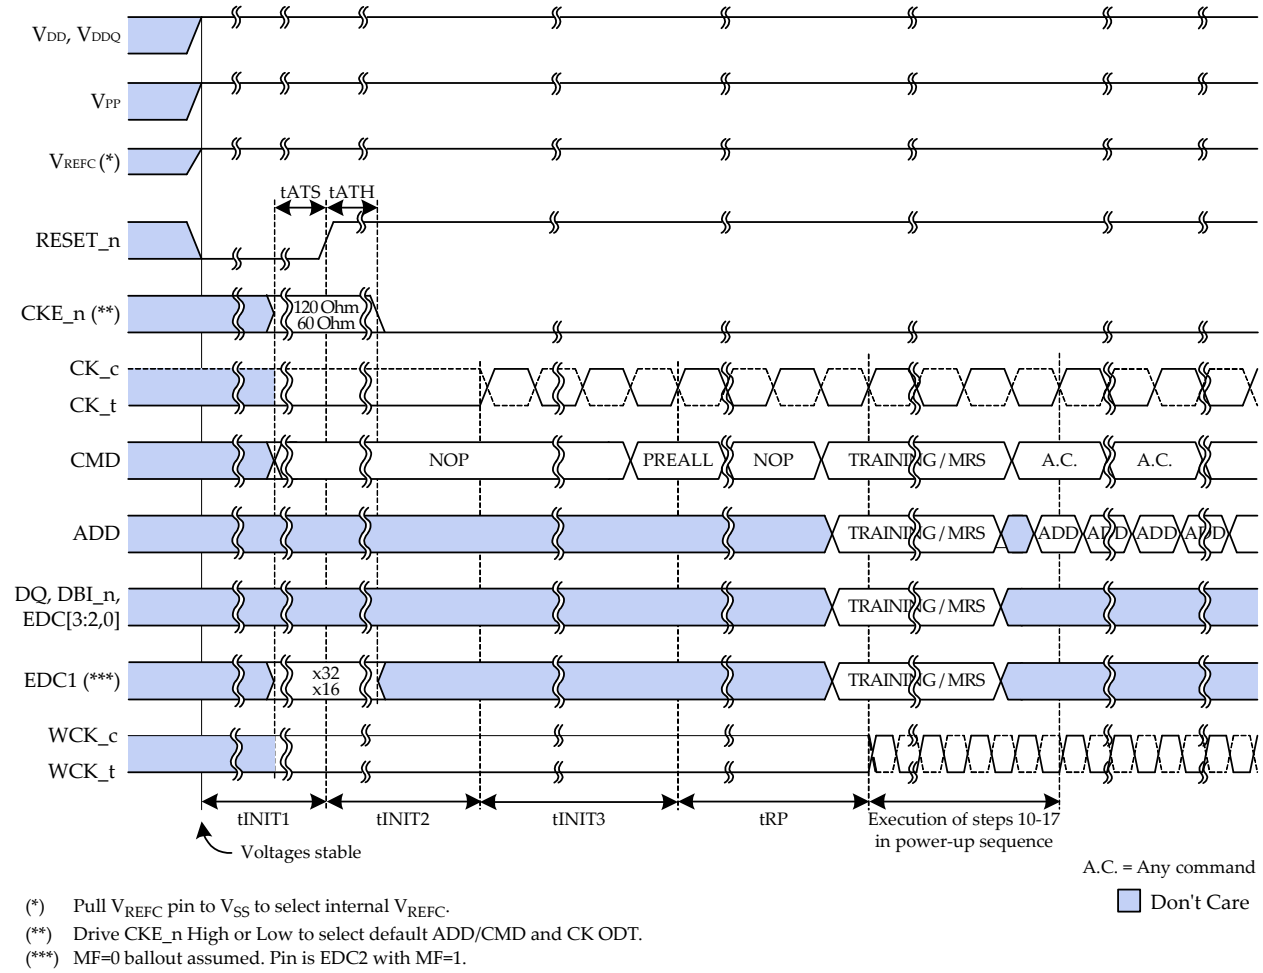 VDD, VDDQ
VPP
VREFC (*)
tATS tATH
RESET_n
CKE_n (**)
120 Ohm
60 Ohm
CK_c
CK_t
CMD NOP PREALL NOP TRAINING/MRS A.C. A.C.
ADD TRAINING/MRS ADD ADD ADD ADD
DQ, DBI_n,
EDC[3:2,0]
TRAINING/MRS
EDC1 (***)
x32
x16
TRAINING/MRS
WCK_c
WCK_t
tINIT1 tINIT2 tINIT3 tRP Execution of steps 10-17
in power-up sequence
Voltages stable
A.C. = Any command
Don't Care
(*) Pull VREFC pin to VSS to select internal VREFC.
(**) Drive CKE_n High or Low to select default ADD/CMD and CK ODT.
(***) MF=0 ballout assumed. Pin is EDC2 with MF=1.